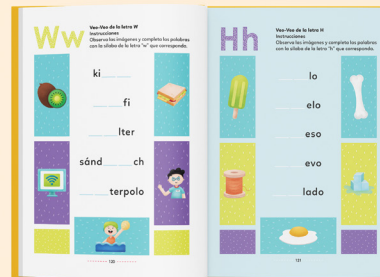 Ww
Veo-Veo de la letra W
Instrucciones
Observa las imágenes y completa las palabras
con la sílaba de la letra "w" que corresponda.
ki
fi
lter
sánd ch
terpolo
130
Hh
Veo-Veo de la letra H
Instrucciones
Observa las imágenes y completa las palabras
con la sílaba de la letra "h" que corresponda.
lo
elo
eso
evo
lado
131